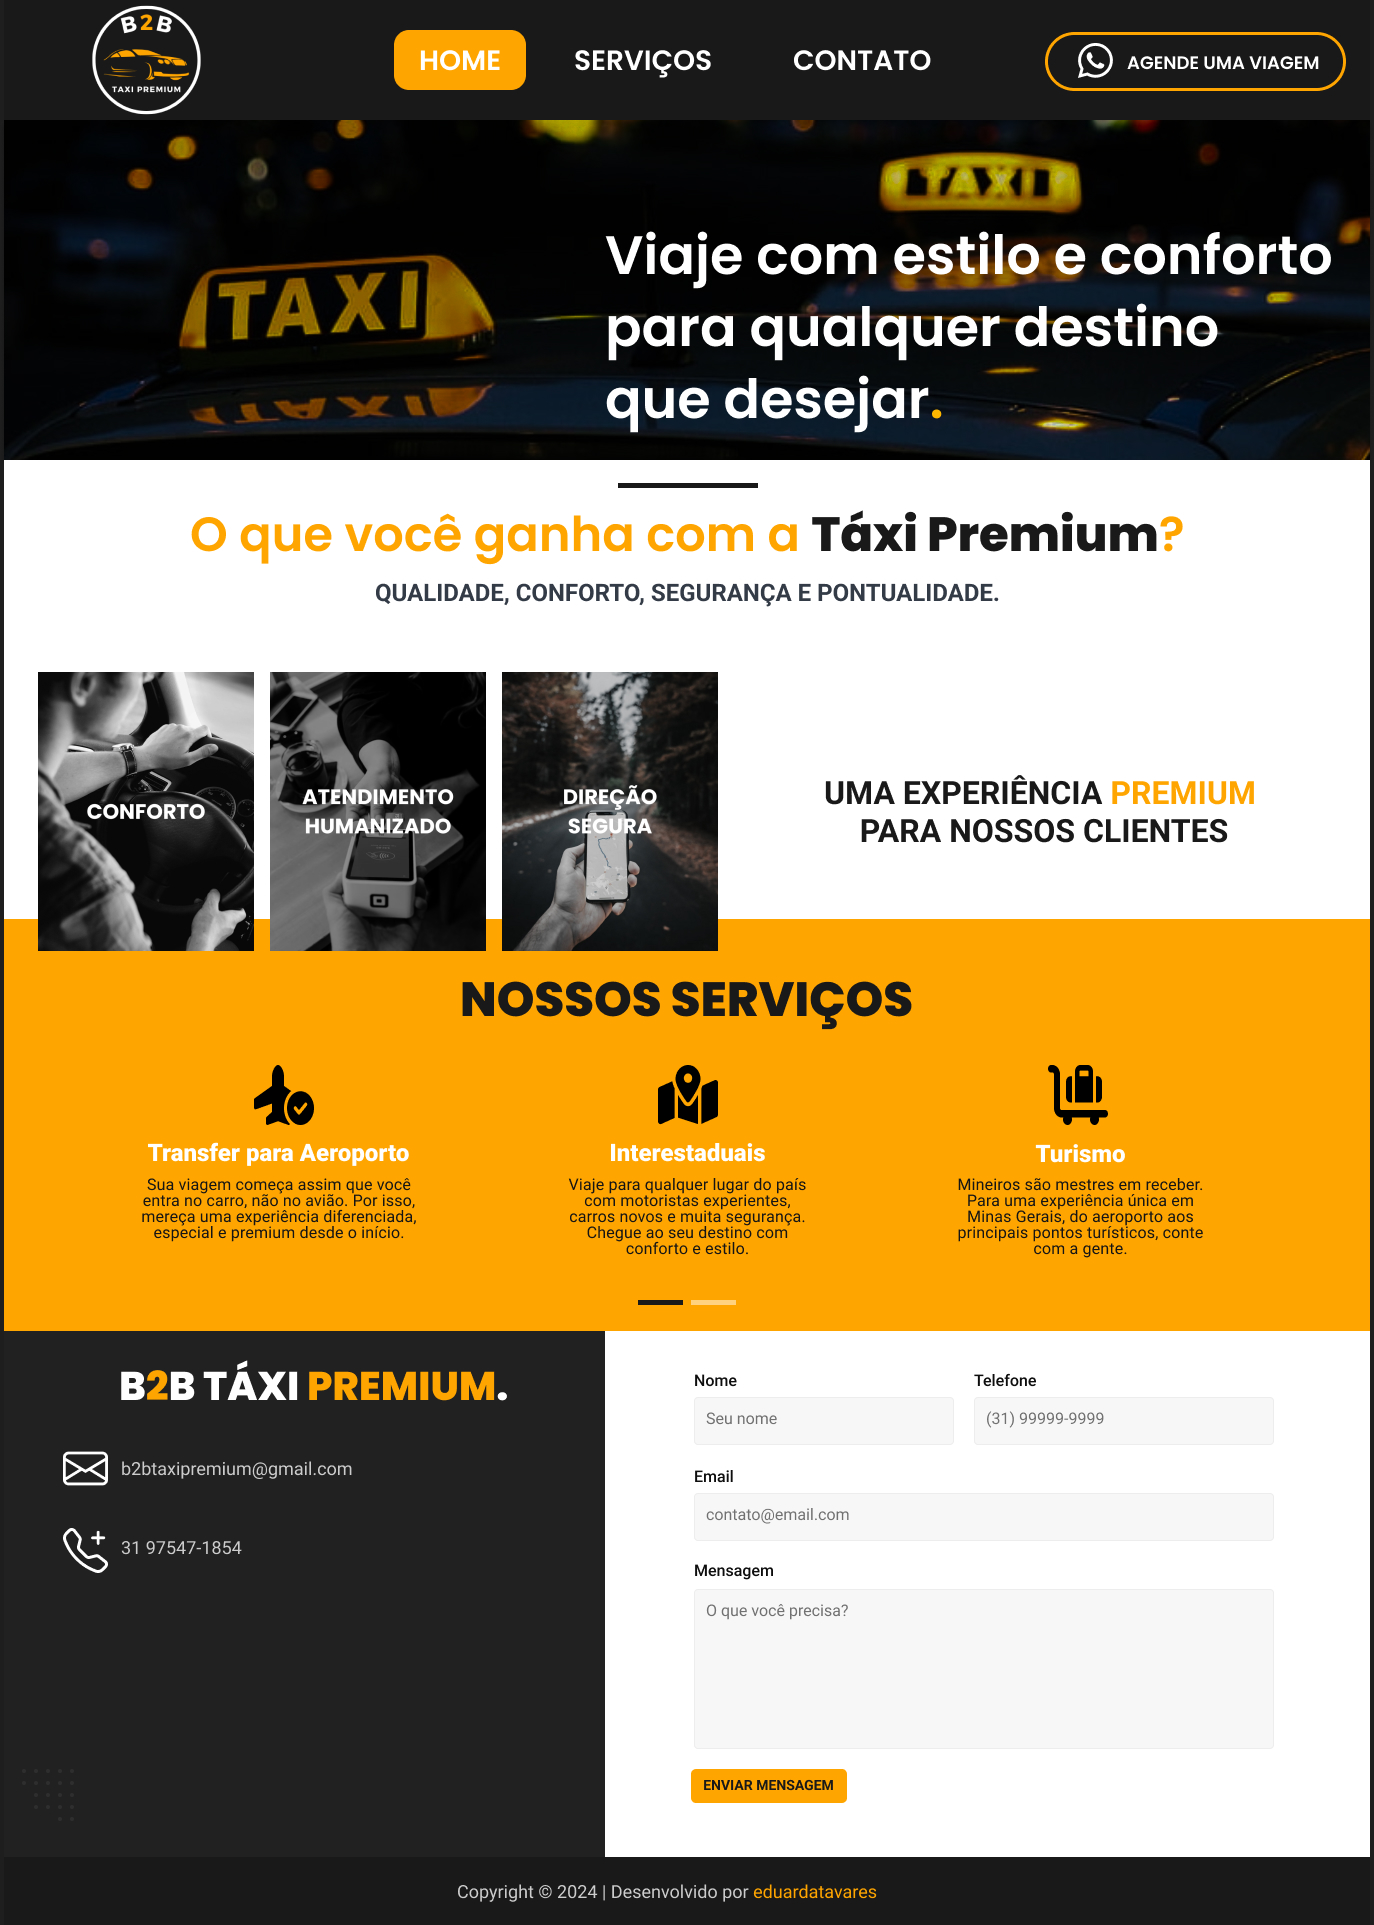 B2B
TAXI PREMIUM
HOME
SERVIÇOS
CONTATO
AGENDE UMA VIAGEM
TAXI
TAXI
Viaje com estilo e conforto
para qualquer destino
que desejar.
O que você ganha com a Táxi Premium?
QUALIDADE, CONFORTO, SEGURANÇA E PONTUALIDADE.
CONFORTO
ATENDIMENTO
HUMANIZADO
DIREÇÃO
SEGURA
UMA EXPERIÊNCIA PREMIUM
PARA NOSSOS CLIENTES
NOSSOS SERVIÇOS
Transfer para Aeroporto
Sua viagem começa assim que você
entra no carro, não no avião. Por isso,
mereça uma experiência diferenciada,
especial e premium desde o início.
Interestaduais
Viaje para qualquer lugar do país
com motoristas experientes,
carros novos e muita segurança.
Chegue ao seu destino com
conforto e estilo.
Turismo
Mineiros são mestres em receber.
Para uma experiência única em
Minas Gerais, do aeroporto aos
principais pontos turísticos, conte
com a gente.
B2B TÁXI PREMIUM.
b2btaxipremium@gmail.com
31 97547-1854
Nome
Seu nome
Telefone
(31) 99999-9999
Email
contato@email.com
Mensagem
O que você precisa?
ENVIAR MENSAGEM
Copyright © 2024 | Desenvolvido por eduardatavares